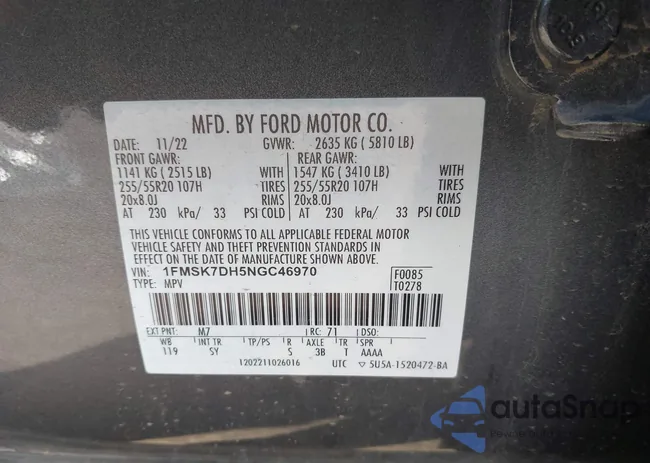 MFD. BY FORD MOTOR CO.
DATE: 11/22 GVWR: 2635 KG ( 5810 LB)
FRONT GAWR: REAR GAWR:
1141 KG ( 2515 LB) WITH 1547 KG ( 3410 LB) WITH
255/55R20 107H TIRES 255/55R20 107H TIRES
20x8.0J RIMS 20x8.0J RIMS
AT 230 kPa/ 33 PSI COLD AT 230 kPa/ 33 PSI COLD
THIS VEHICLE CONFORMS TO ALL APPLICABLE FEDERAL MOTOR
VEHICLE SAFETY AND THEFT PREVENTION STANDARDS IN
EFFECT ON THE DATE OF MANUFACTURE SHOWN ABOVE.
VIN: 1FMSK7DH5NGC46970 F0085
TYPE: MPV T0278
EXT PNT: M7 RC: 71 DSO:
WB INT TR TP/PS R AXLE TR SPR
119 SY S 3B T AAAA
1202211026016 UTC ▽ 5U5A-1520472-BA
autoSnap